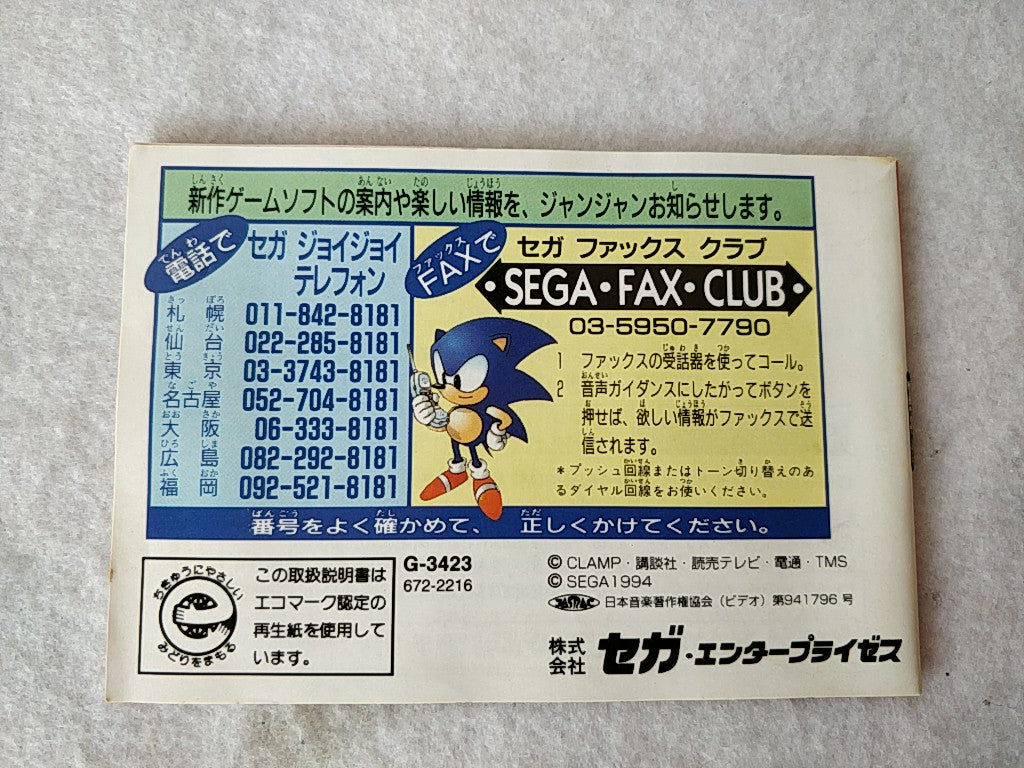 新作ゲームソフトの案内や楽しい情報を、ジャンジャンお知らせします。
電話で
セガ ジョイジョイ
テレフォン
札幌 011-842-8181
仙台 022-285-8181
東京 03-3743-8181
名古屋 052-704-8181
大阪 06-333-8181
広島 082-292-8181
福岡 092-521-8181
FAXで
セガ ファックス クラブ
・SEGA・FAX・CLUB・
03-5950-7790
1 ファックスの受話器を使ってコール。
2 音声ガイダンスにしたがってボタンを
押せば、欲しい情報がファックスで送
信されます。
*プッシュ回線またはトーン切り替えのあ
るダイヤル回線をお使いください。
番号をよく確かめて、 正しくかけてください。
ちきゅうにやさしい
みどりをまもる
この取扱説明書は
エコマーク認定の
再生紙を使用して
います。
G-3423
672-2216
© CLAMP・講談社・読売テレビ・電通・TMS
© SEGA1994
JASRAC 日本音楽著作権協会（ビデオ）第941796号
株式会社 セガ・エンタープライゼス